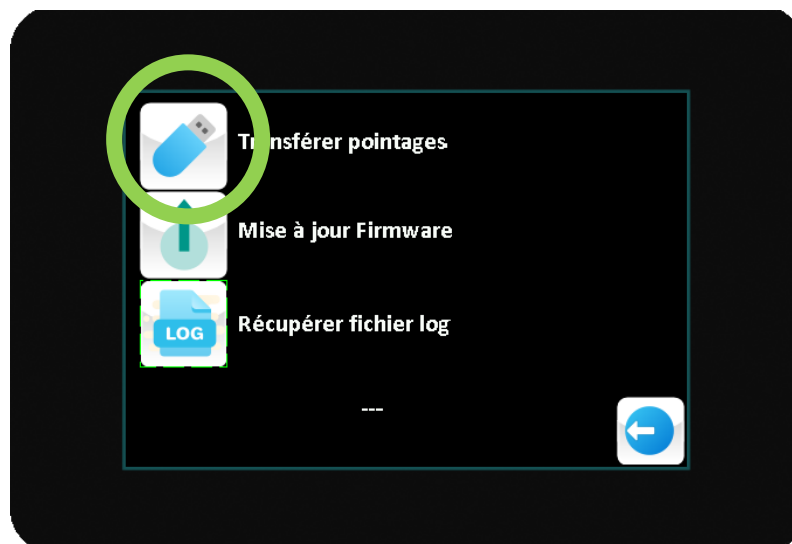 Transférer pointages
Mise à jour Firmware
LOG
Récupérer fichier log
---